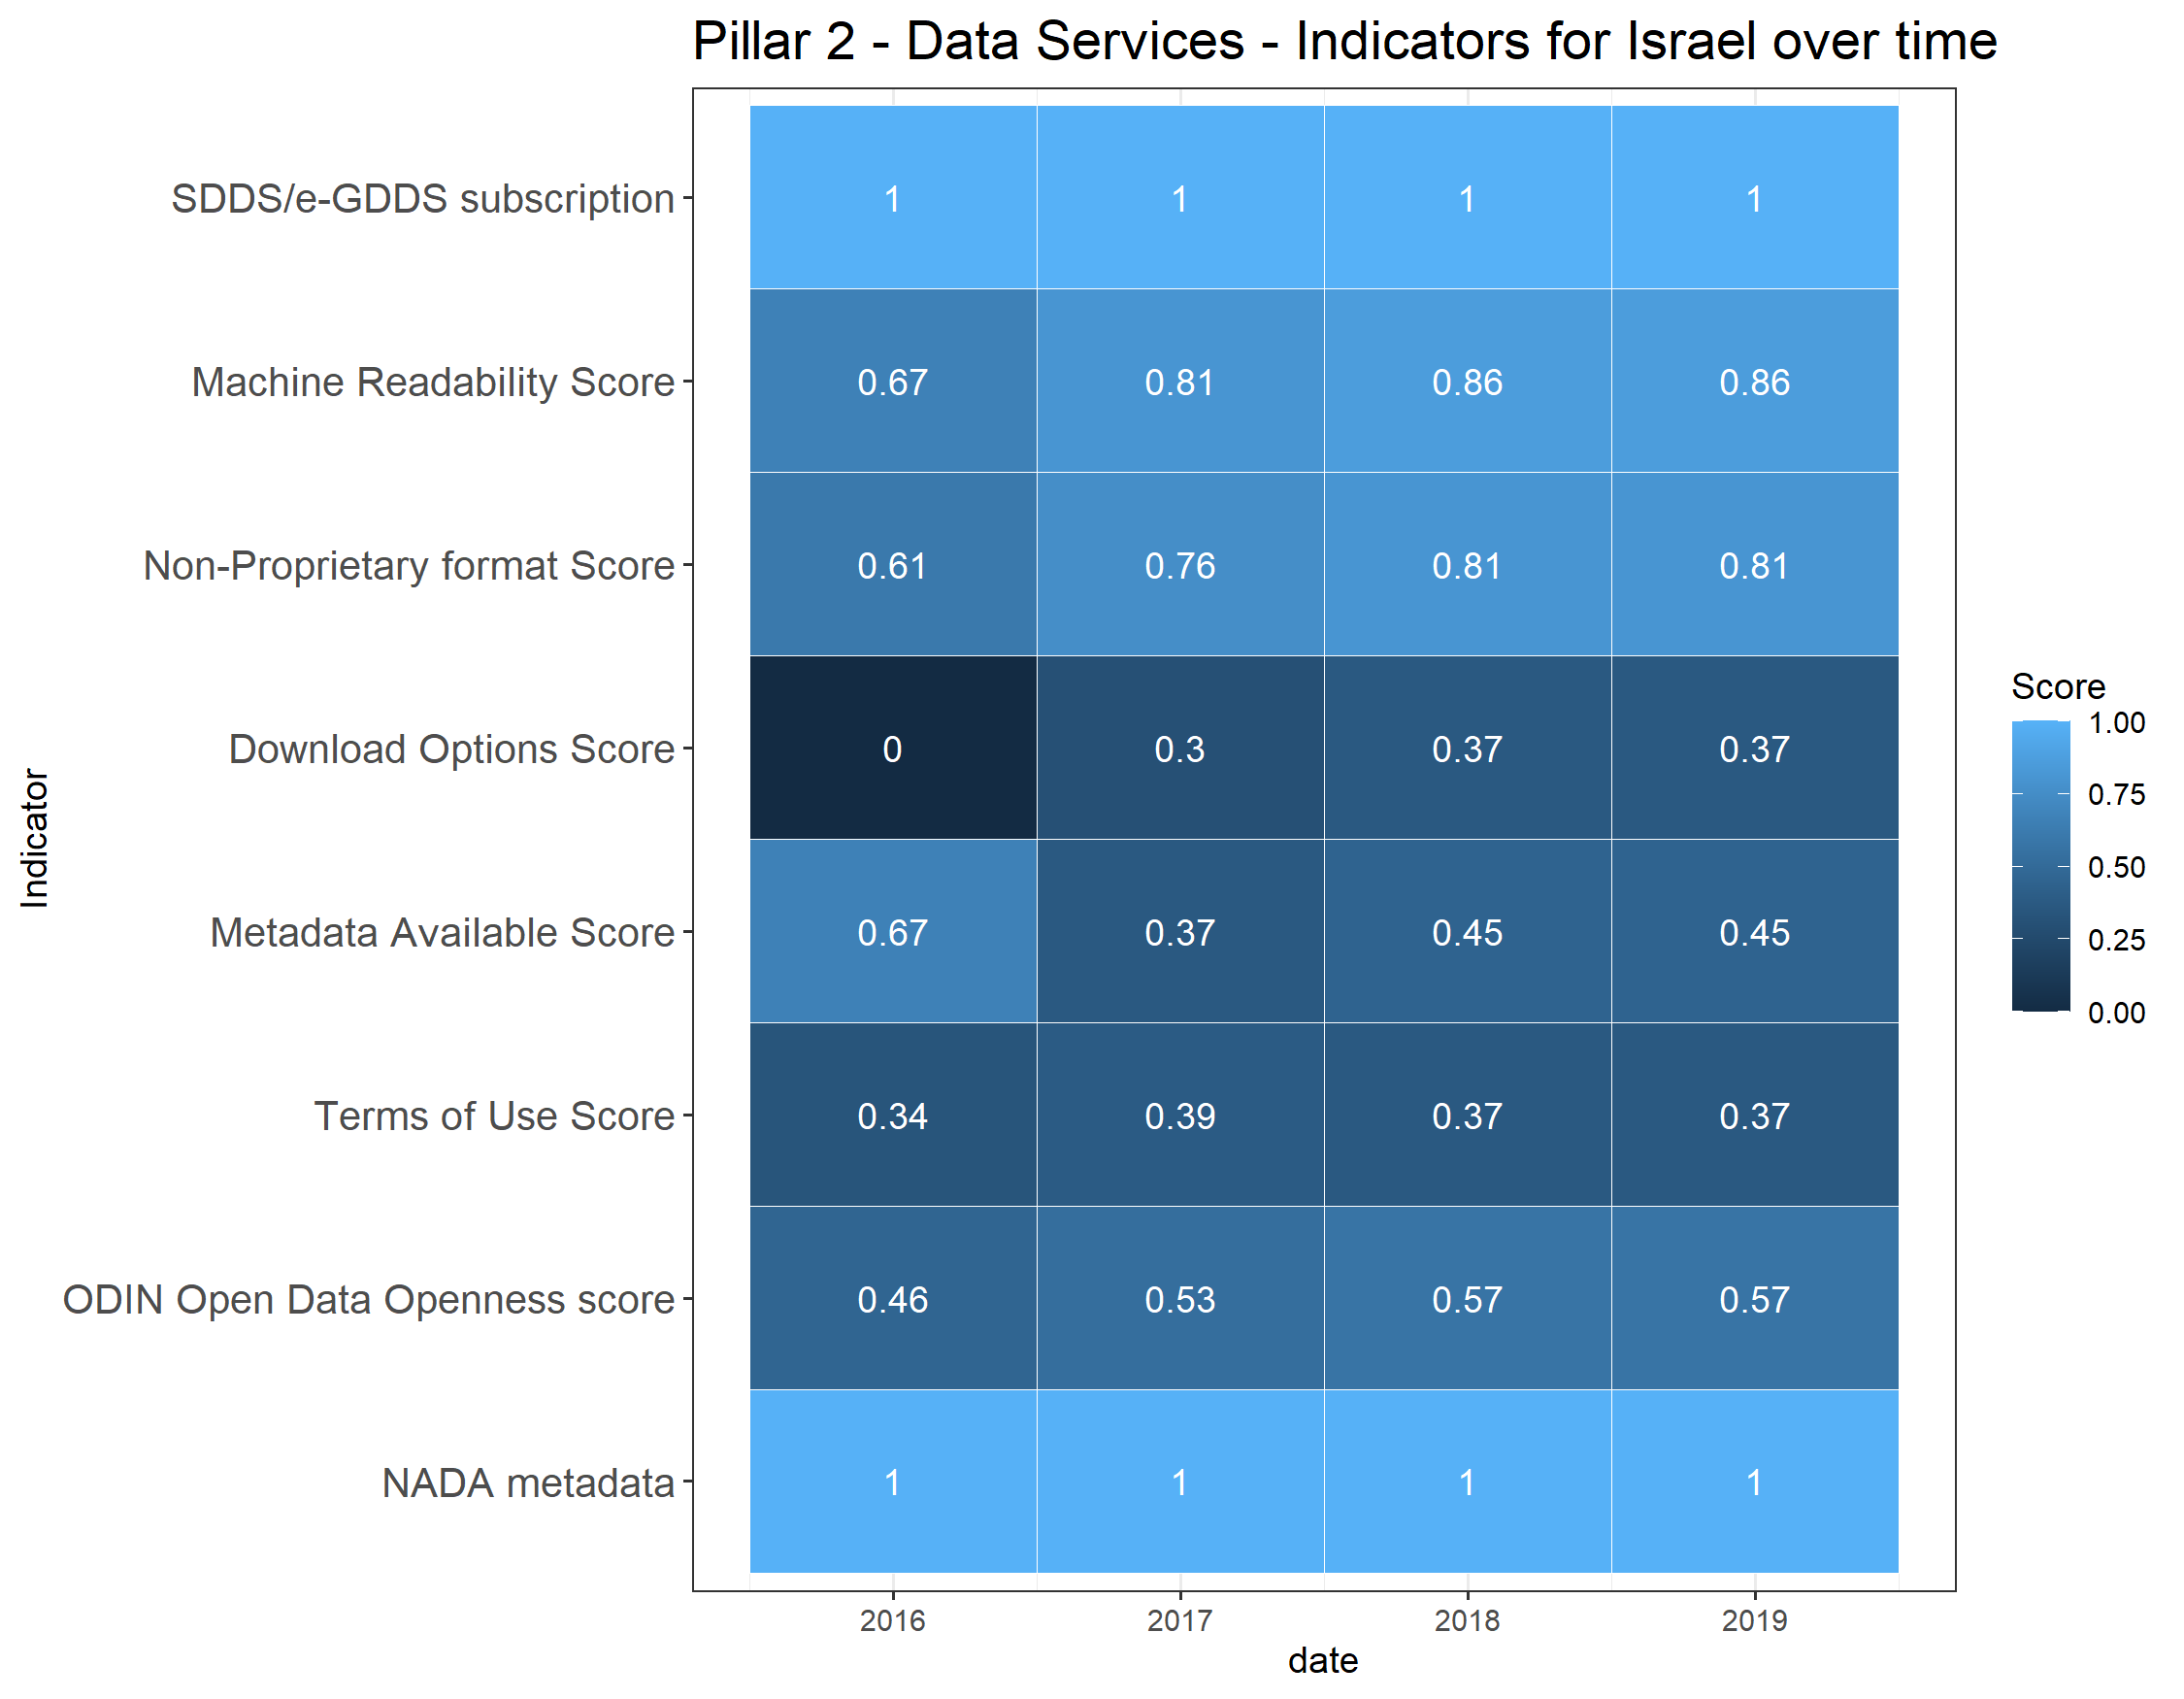 Pillar 2 - Data Services - Indicators for Israel over time
SDDS/e-GDDS subscription 1 1 1 1
Machine Readability Score 0.67 0.81 0.86 0.86
Non-Proprietary format Score 0.61 0.76 0.81 0.81
Download Options Score 0 0.3 0.37 0.37
Metadata Available Score 0.67 0.37 0.45 0.45
Terms of Use Score 0.34 0.39 0.37 0.37
ODIN Open Data Openness score 0.46 0.53 0.57 0.57
NADA metadata 1 1 1 1
2016 2017 2018 2019
date
Indicator
Score
1.00
0.75
0.50
0.25
0.00